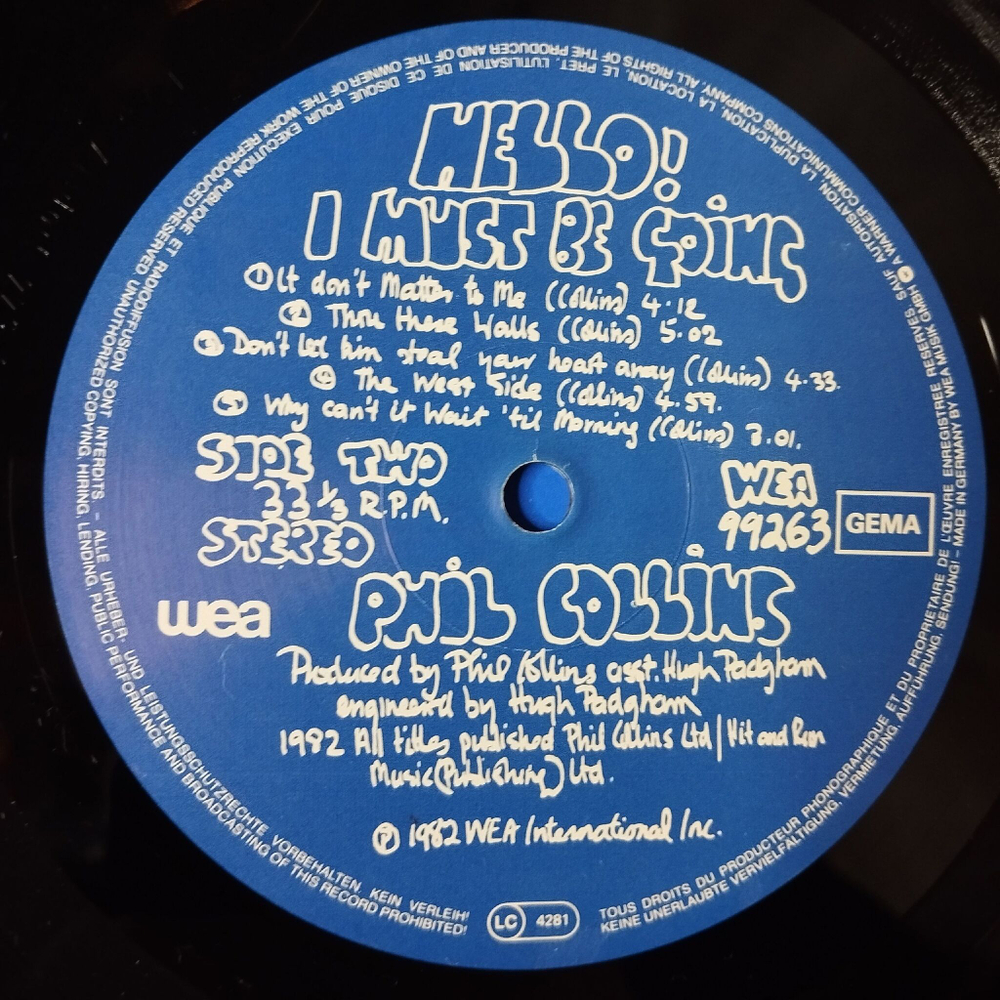 HELLO!
I MUST BE GOING
① It don't Matter to Me (Collins) 4.12
② Thru these Walls (Collins) 5.02
③ Don't let him steal your heart away (Collins) 4.33.
④ The West Side (Collins) 4.59.
⑤ Why can't it Wait 'til Morning (Collins) 3.01.
SIDE TWO
33 ⅓ R.P.M.
STEREO
WEA
99263
GEMA
wea
PHIL COLLINS
Produced by Phil Collins asst. Hugh Padgham
engineered by Hugh Padgham
1982 All titles published Phil Collins Ltd / Hit and Run
Music (Publishing) Ltd.
℗ 1982 WEA International Inc.
LC 4281
TOUS DROITS DU PRODUCTEUR PHONOGRAPHIQUE ET DU PROPRIETAIRE DE L'ŒUVRE ENREGISTREE RESERVES SAUF AUTORISATION, LA DUPLICATION, LA LOCATION, LE PRET, L'UTILISATION DE CE DISQUE POUR EXECUTION PUBLIQUE ET RADIODIFFUSION SONT INTERDITS. – ALLE URHEBER- UND LEISTUNGSSCHUTZRECHTE VORBEHALTEN. KEIN VERLEIH!
KEINE UNERLAUBTE VERVIELFÄLTIGUNG, VERMIETUNG, AUFFÜHRUNG, SENDUNG! – MADE IN GERMANY BY WEA MUSIK GMBH A WARNER COMMUNICATIONS COMPANY. ALL RIGHTS OF THE PRODUCER AND OF THE OWNER OF THE WORK REPRODUCED RESERVED. UNAUTHORIZED COPYING, HIRING, LENDING, PUBLIC PERFORMANCE AND BROADCASTING OF THIS RECORD PROHIBITED!